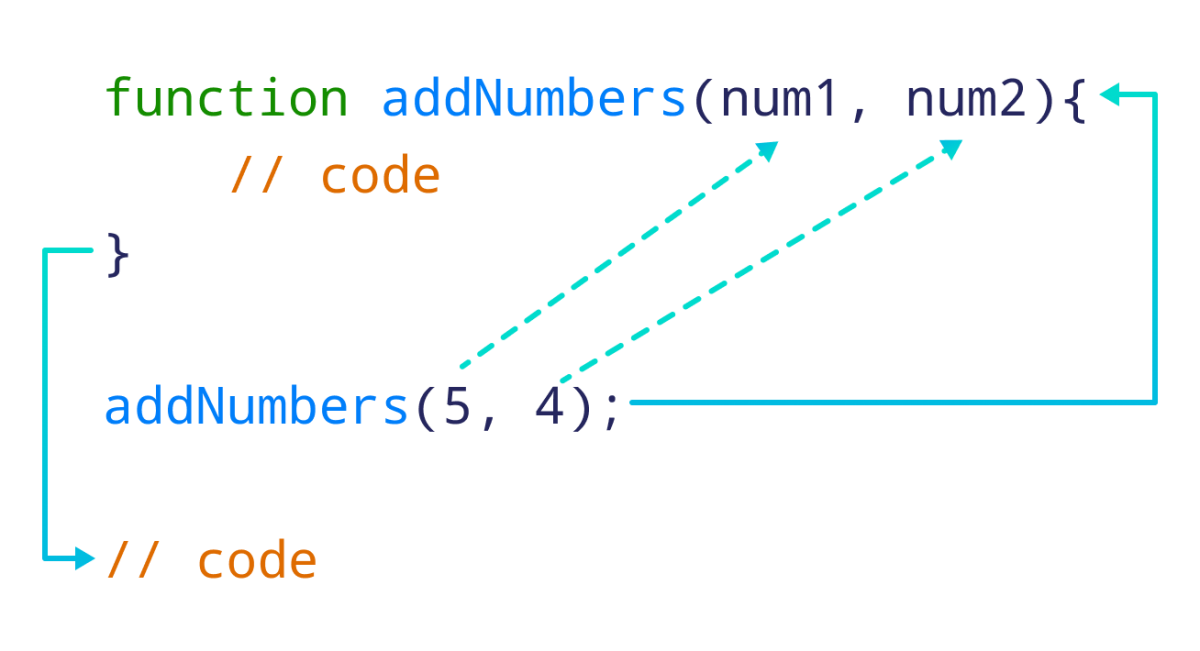 function addNumbers(num1, num2){
// code
}
addNumbers(5, 4);
// code